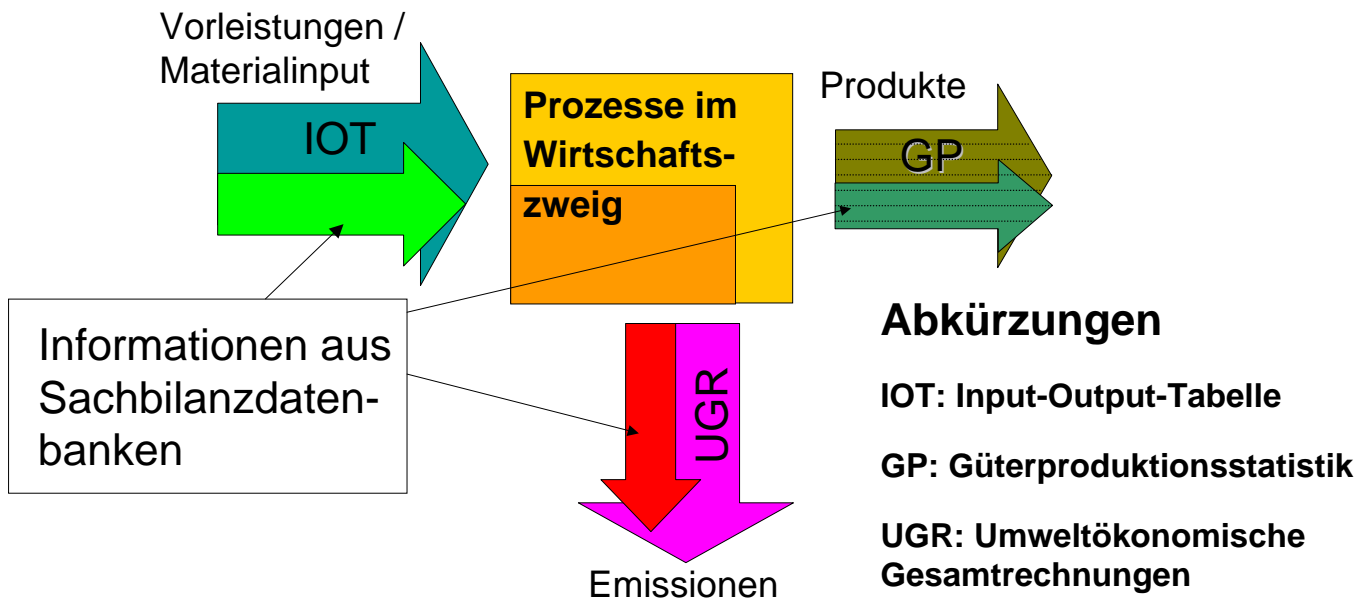 Vorleistungen /
Materialinput
IOT
Prozesse im
Wirtschafts-
zweig
Produkte
GP
Informationen aus
Sachbilanzdaten-
banken
UGR
Emissionen
Abkürzungen
IOT: Input-Output-Tabelle
GP: Güterproduktionsstatistik
UGR: Umweltökonomische
Gesamtrechnungen